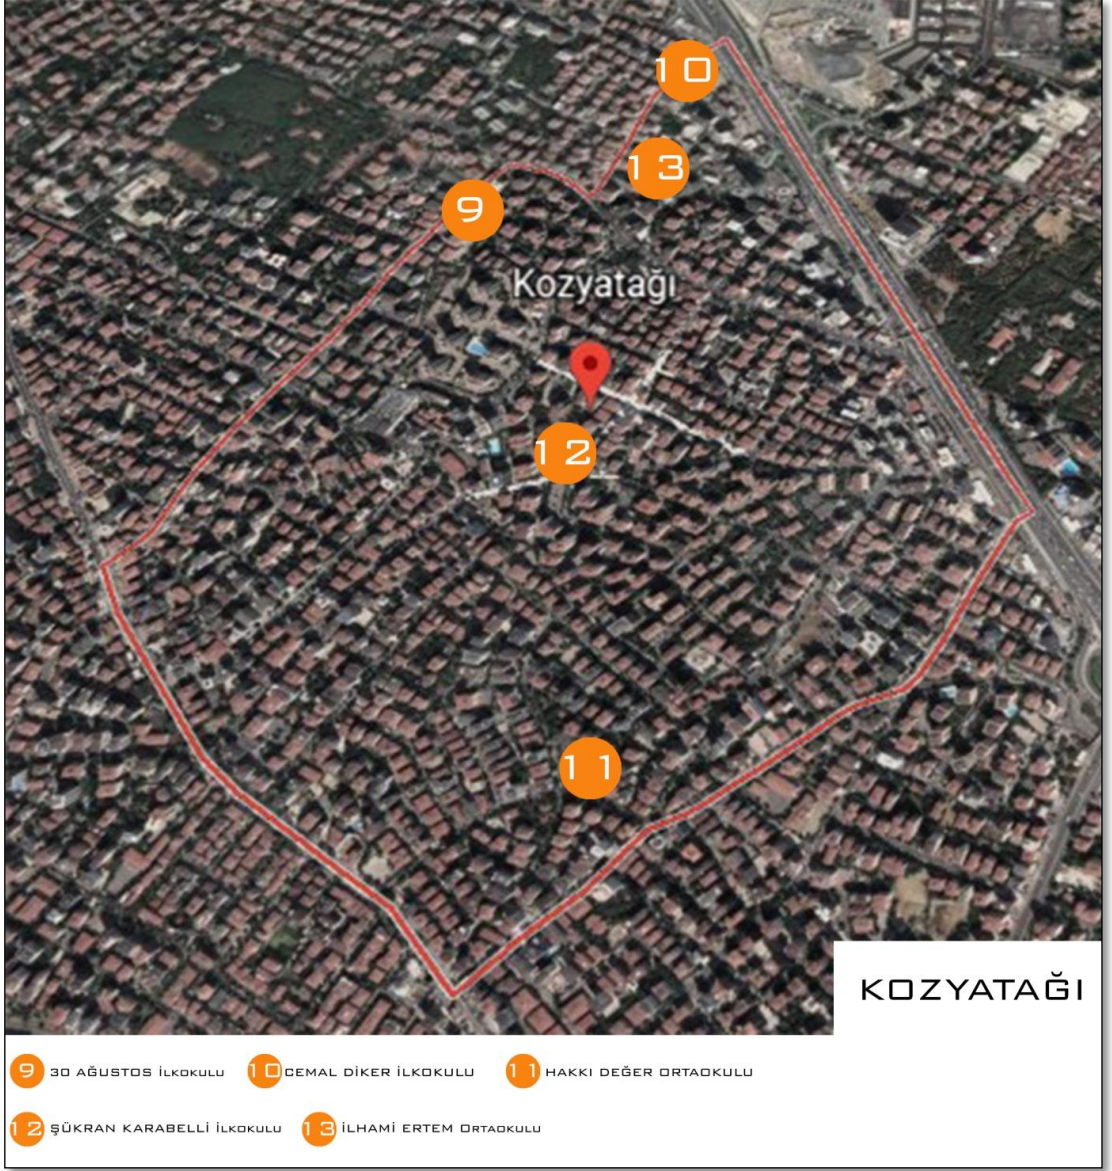 10
13
9
Kozyatağı
12
11
KOZYATAĞI
9 30 AĞUSTOS İLKOKULU 10 CEMAL DİKER İLKOKULU 11 HAKKI DEĞER ORTAOKULU
12 ŞÜKRAN KARABELLİ İLKOKULU 13 İLHAMİ ERTEM ORTAOKULU